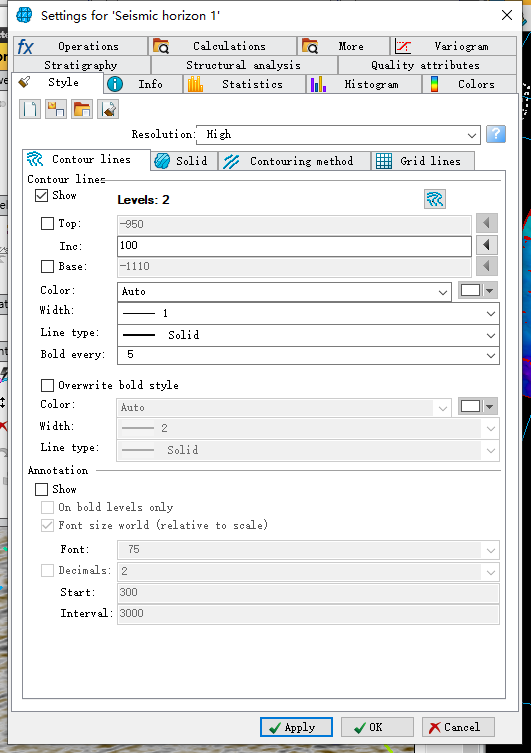 Settings for 'Seismic horizon 1'
Operations Calculations More Variogram
Stratigraphy Structural analysis Quality attributes
Style Info Statistics Histogram Colors
Resolution: High
Contour lines Solid Contouring method Grid lines
Contour lines
Show Levels: 2
Top: -950
Inc: 100
Base: -1110
Color: Auto
Width: 1
Line type: Solid
Bold every: 5
Overwrite bold style
Color: Auto
Width: 2
Line type: Solid
Annotation
Show
On bold levels only
Font size world (relative to scale)
Font: 75
Decimals: 2
Start: 300
Interval: 3000
Apply OK Cancel